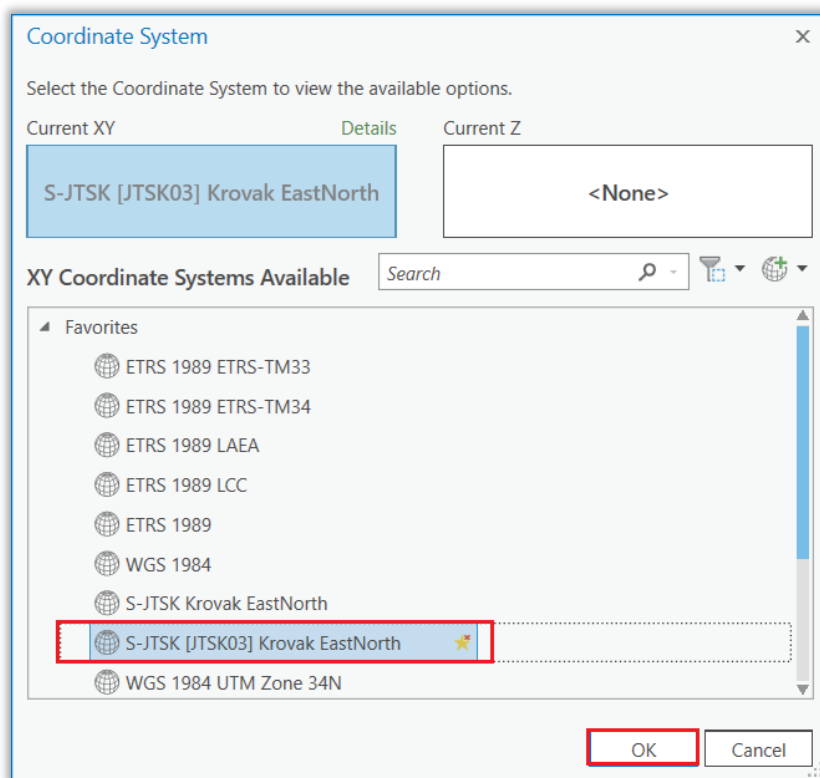 Coordinate System
Select the Coordinate System to view the available options.
Current XY Details Current Z
S-JTSK [JTSK03] Krovak EastNorth <None>
XY Coordinate Systems Available Search
Favorites
ETRS 1989 ETRS-TM33
ETRS 1989 ETRS-TM34
ETRS 1989 LAEA
ETRS 1989 LCC
ETRS 1989
WGS 1984
S-JTSK Krovak EastNorth
S-JTSK [JTSK03] Krovak EastNorth
WGS 1984 UTM Zone 34N
OK Cancel